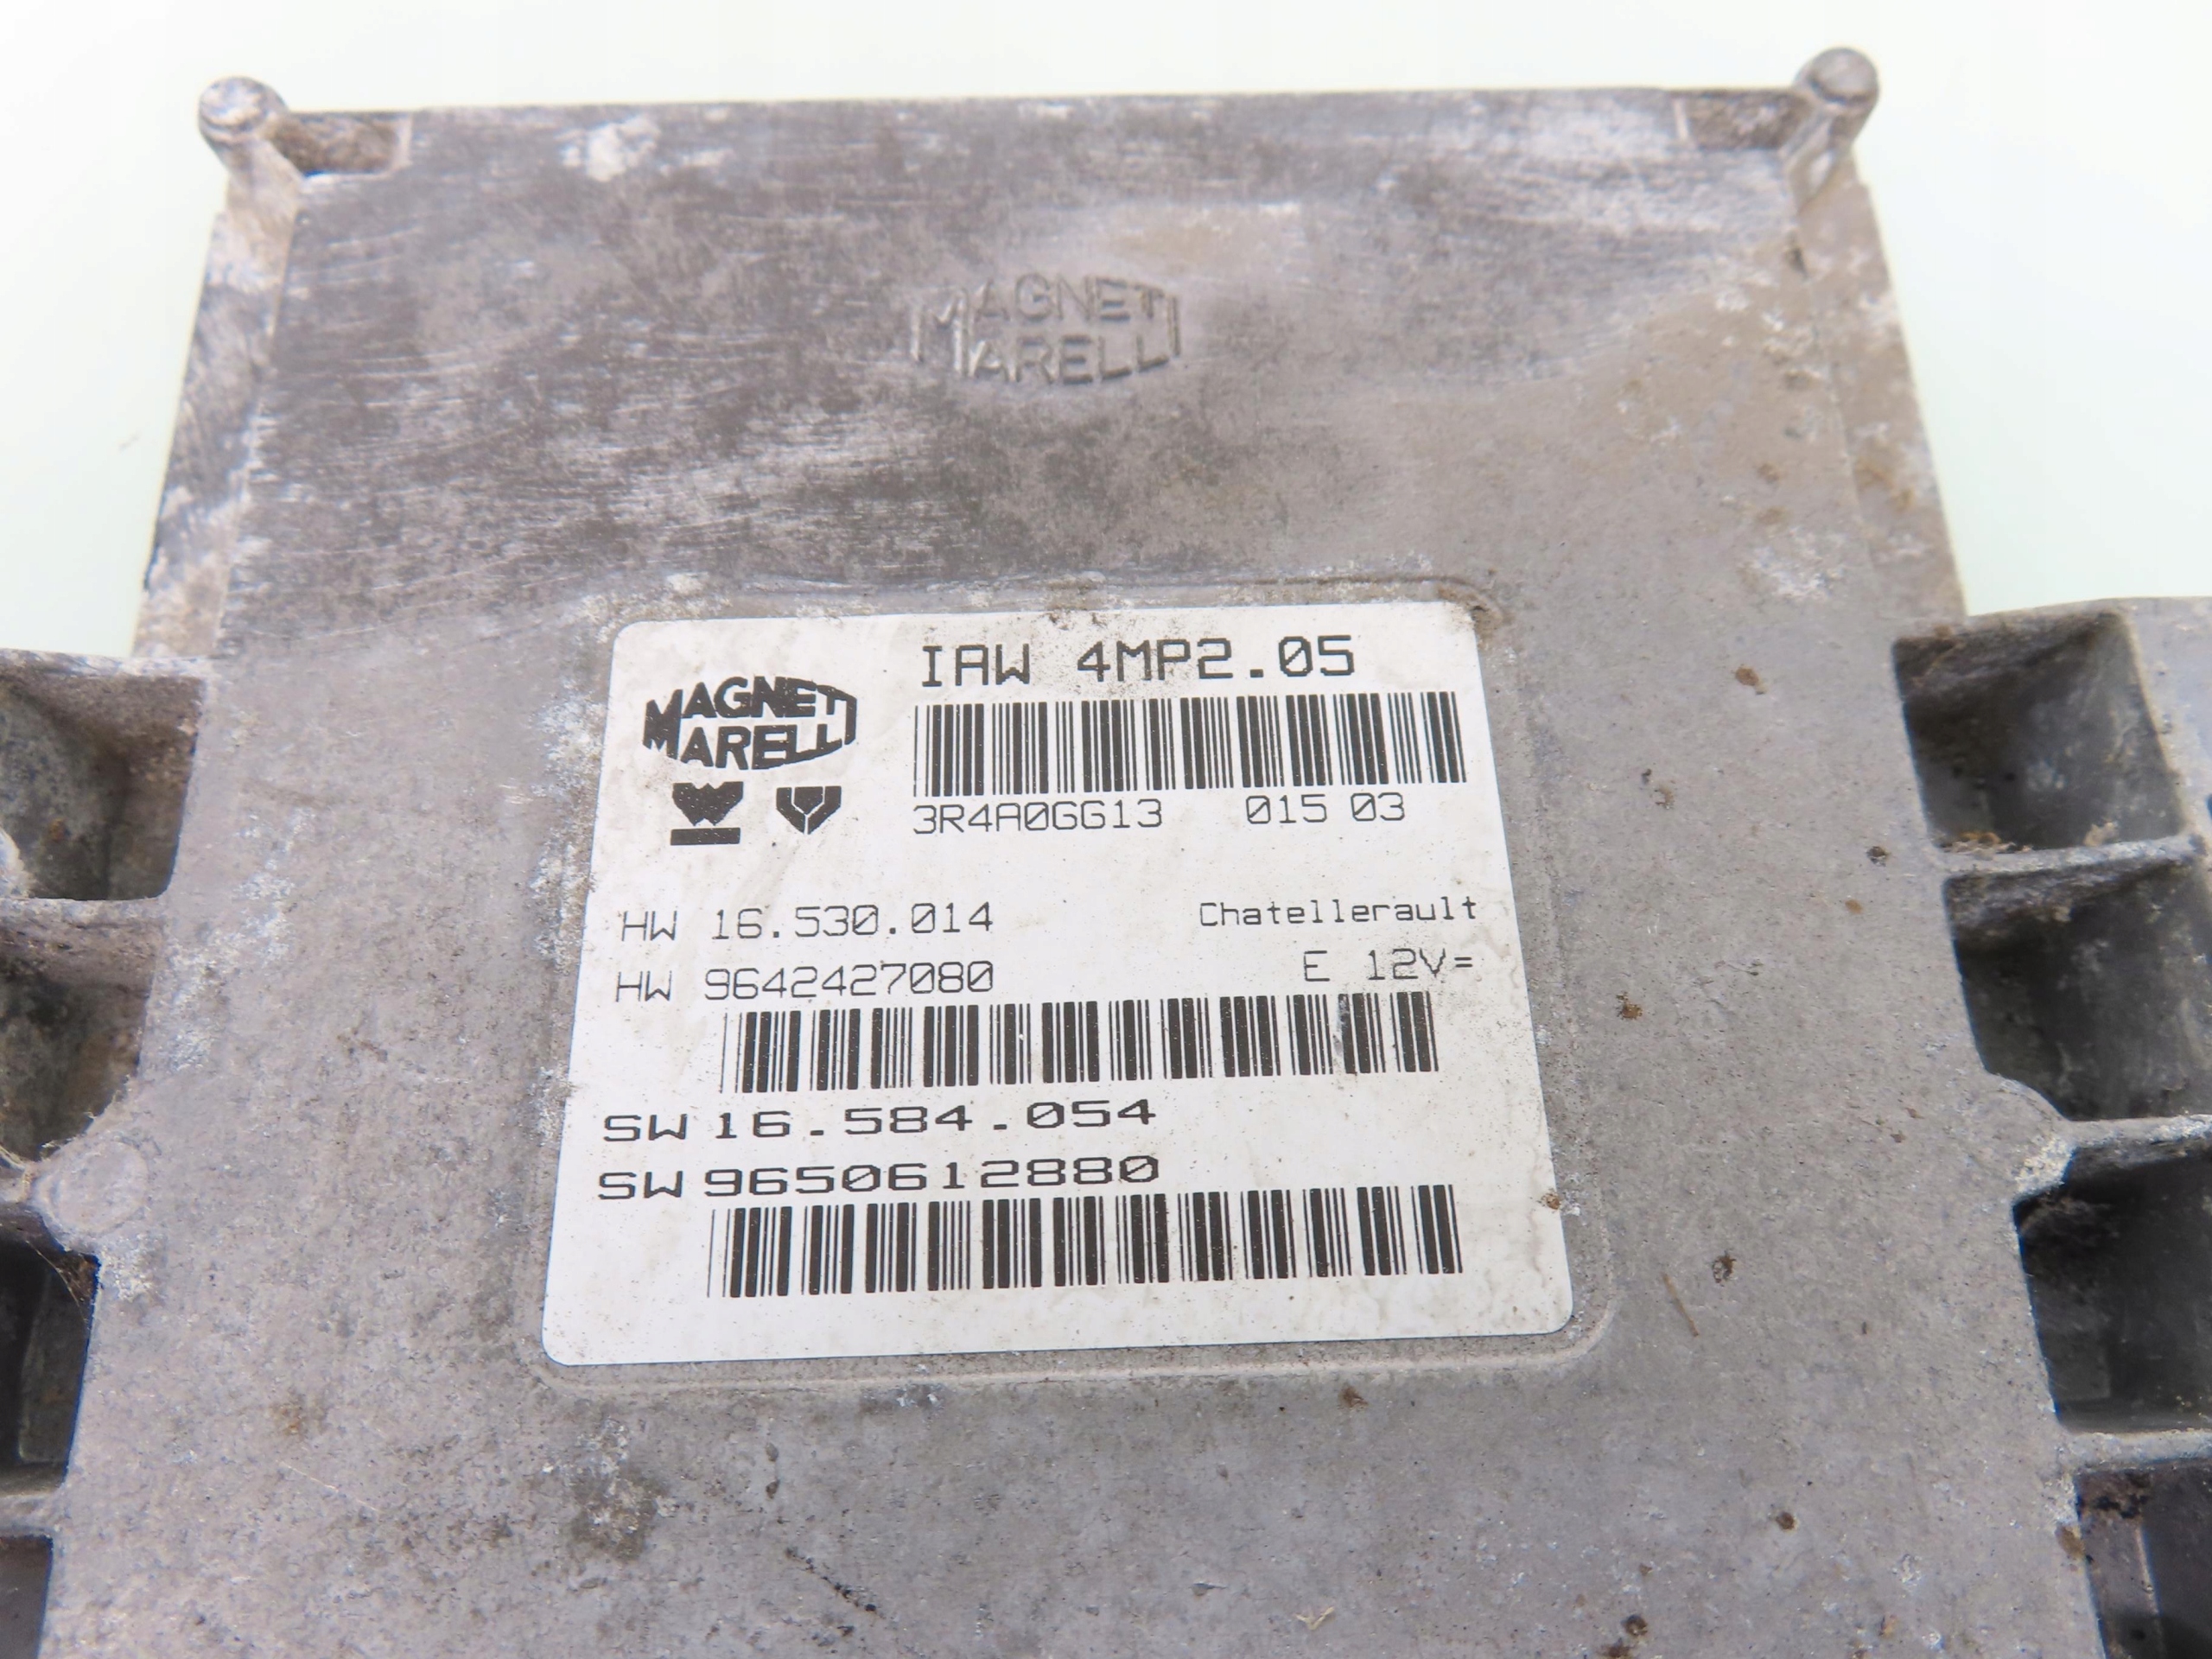 MAGNETI
MARELLI
IAW 4MP2.05
MAGNETI
MARELLI
3R4A0GG13 015 03
HW 16.530.014
Chatellerault
HW 9642427080
E 12V=
SW 16.584.054
SW 9650612880